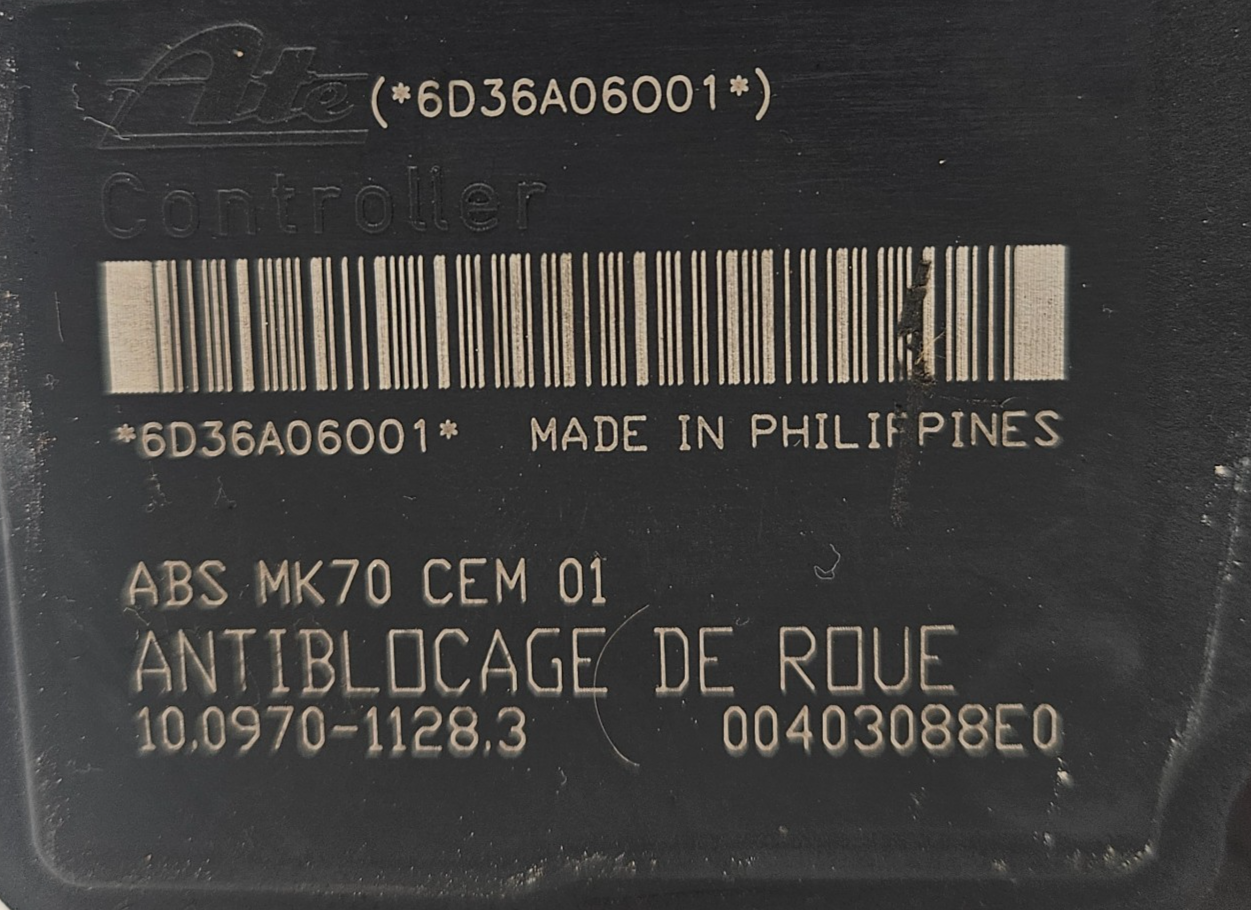 Ate (*6D36A06001*)
Controller
*6D36A06001* MADE IN PHILIPPINES
ABS MK70 CEM 01
ANTIBLOCAGE DE ROUE
10.0970-1128.3 00403088E0